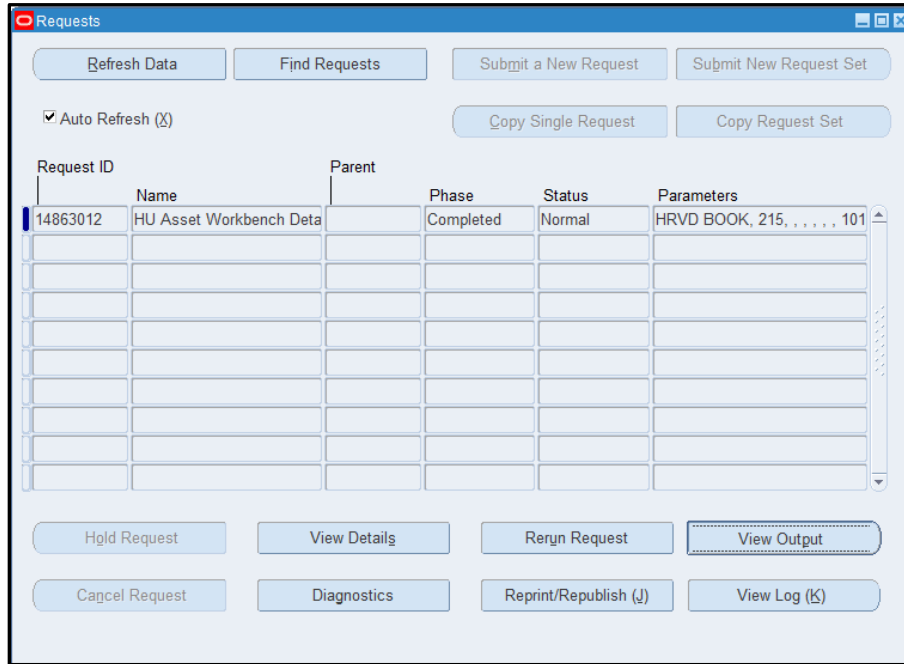 Requests
Refresh Data Find Requests Submit a New Request Submit New Request Set
Auto Refresh (X) Copy Single Request Copy Request Set
Request ID Parent
Name Phase Status Parameters
14863012 HU Asset Workbench Deta Completed Normal HRVD BOOK, 215, , , , , , 101
Hold Request View Details Rerun Request View Output
Cancel Request Diagnostics Reprint/Republish (J) View Log (K)